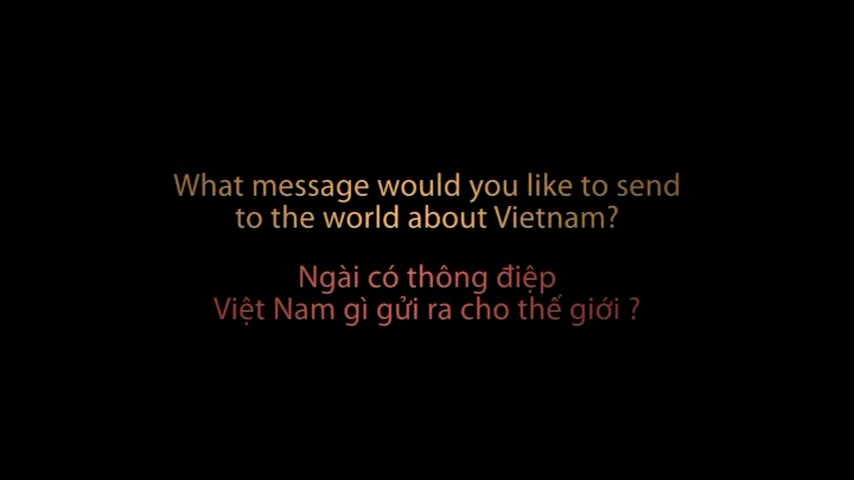 What message would you like to send
to the world about Vietnam?
Ngài có thông điệp
Việt Nam gì gửi ra cho thế giới ?